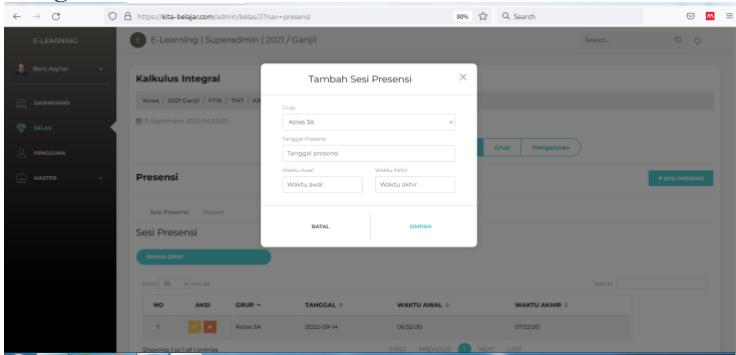 https://kita-belajar.com/admin/kelas/2?nav=presensi
80%
Search
E-LEARNING
E-Learning | Superadmin | 2021 / Ganjil
Search...
Beni Asyhar
DASHBOARD
KELAS
PENGGUNA
MASTER
Kalkulus Integral
Kelas / 2021 Ganjil / FTIK / TMT /
Tambah Sesi Presensi
Grup
Kelas 3A
Tanggal Presensi
Tanggal presensi
Waktu Awal Waktu Akhir
Waktu awal Waktu akhir
BATAL SIMPAN
Grup Pengaturan
Presensi
+ SESI PRESENSI
Sesi Presensi Report
Sesi Presensi
SEMUA GRUP
Show 10 entries
Search:
NO AKSI GRUP TANGGAL WAKTU AWAL WAKTU AKHIR
1 Kelas 3A 2022-09-14 06:52:00 07:52:00
Showing 1 to 1 of 1 entries
FIRST PREVIOUS 1 NEXT LAST